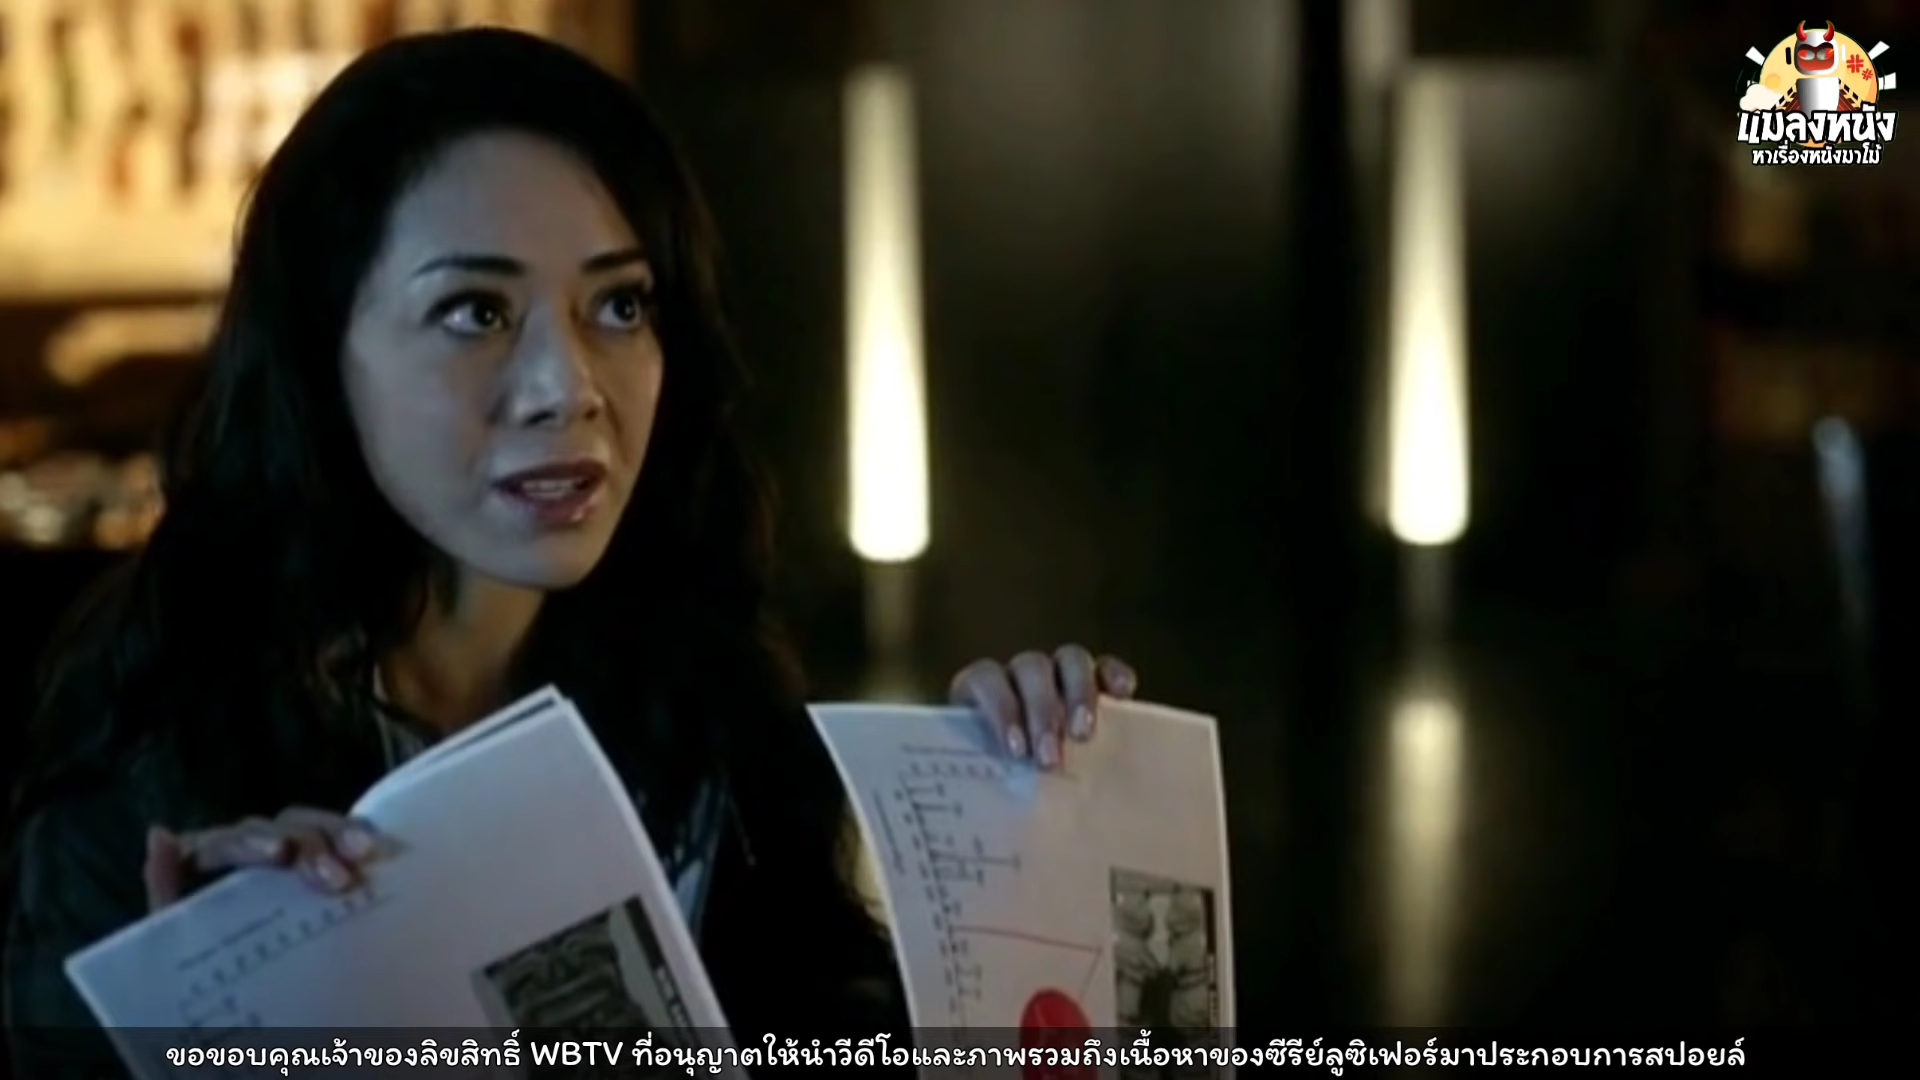 แมลงหนัง
หาเรื่องหนังมาโม้
ขอขอบคุณเจ้าของลิขสิทธิ์ WBTV ที่อนุญาตให้นำวีดีโอและภาพรวมถึงเนื้อหาของซีรีย์ลูซิเฟอร์มาประกอบการสปอยล์